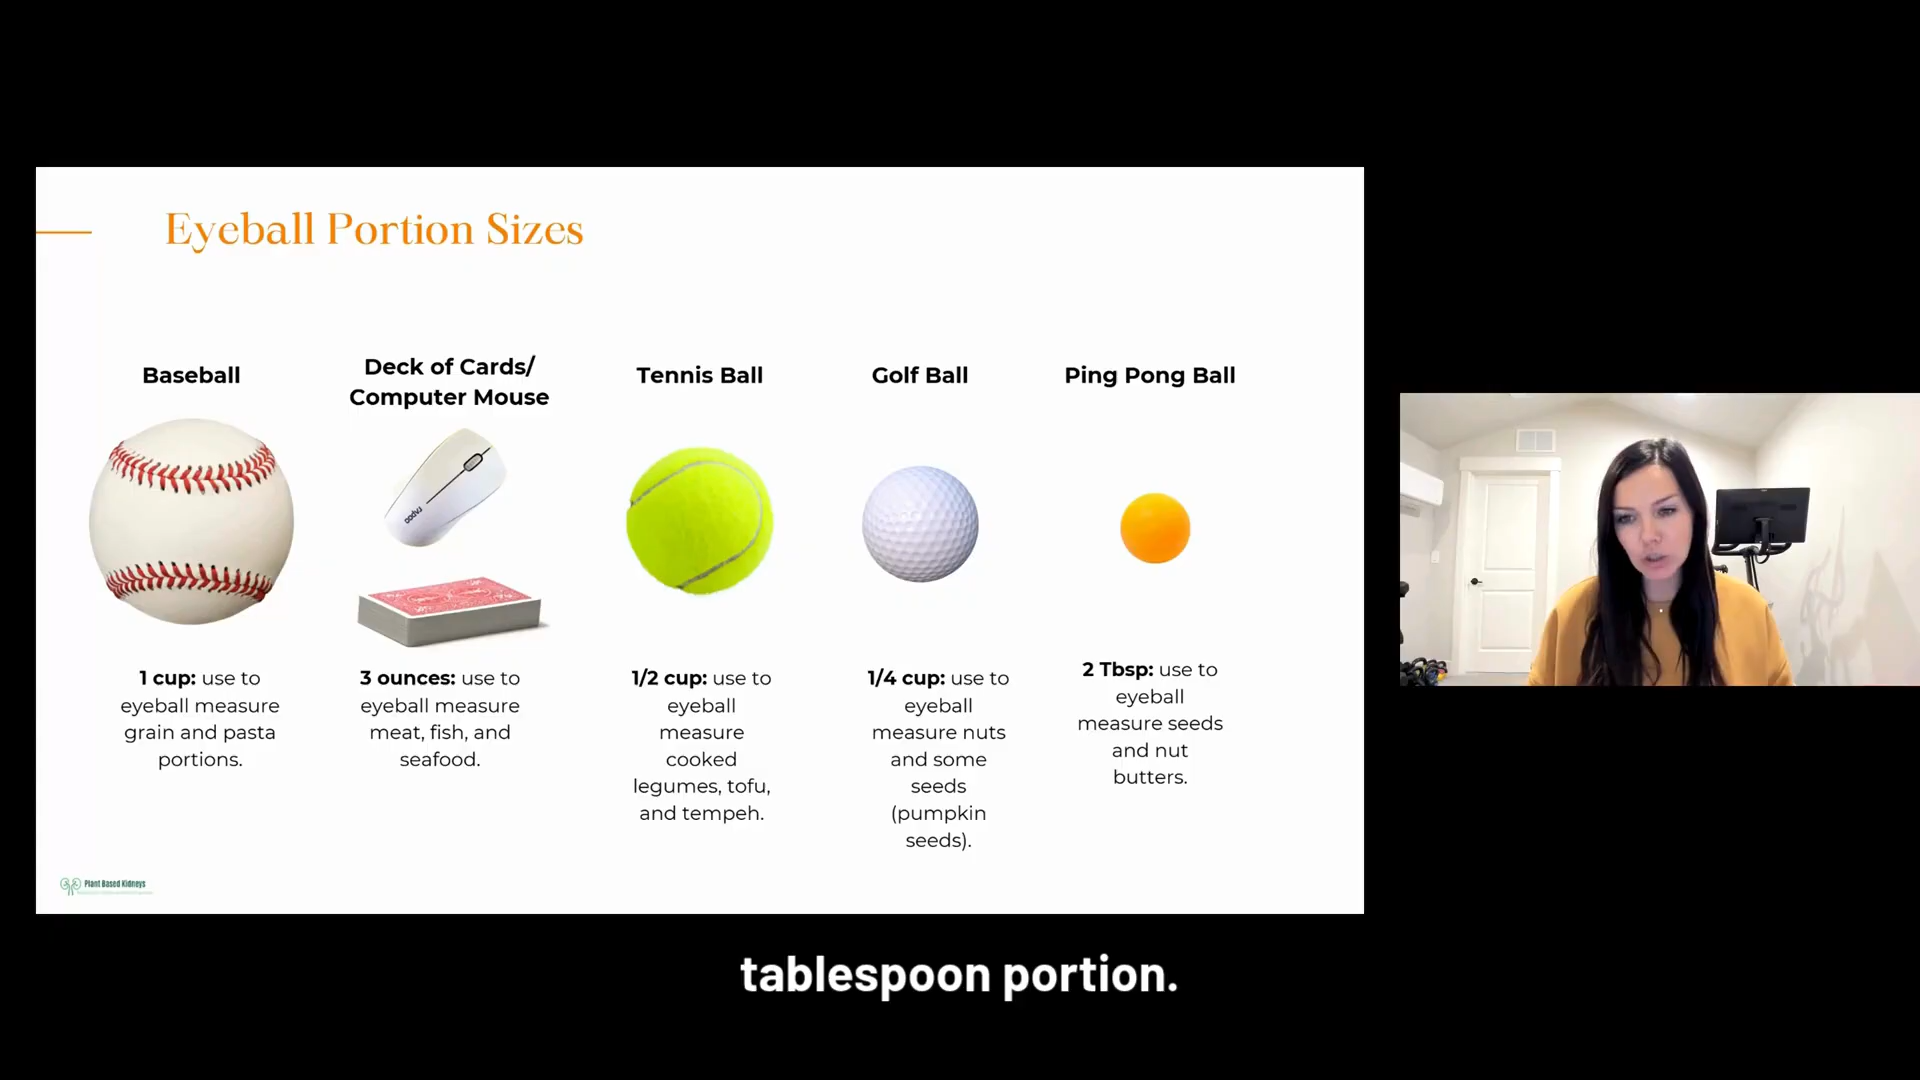 Eyeball Portion Sizes
Baseball
Deck of Cards/
Computer Mouse
Tennis Ball
Golf Ball
Ping Pong Ball
rapoo
1 cup: use to
eyeball measure
grain and pasta
portions.
3 ounces: use to
eyeball measure
meat, fish, and
seafood.
1/2 cup: use to
eyeball
measure
cooked
legumes, tofu,
and tempeh.
1/4 cup: use to
eyeball
measure nuts
and some
seeds
(pumpkin
seeds).
2 Tbsp: use to
eyeball
measure seeds
and nut
butters.
Plant Based Kidneys
tablespoon portion.